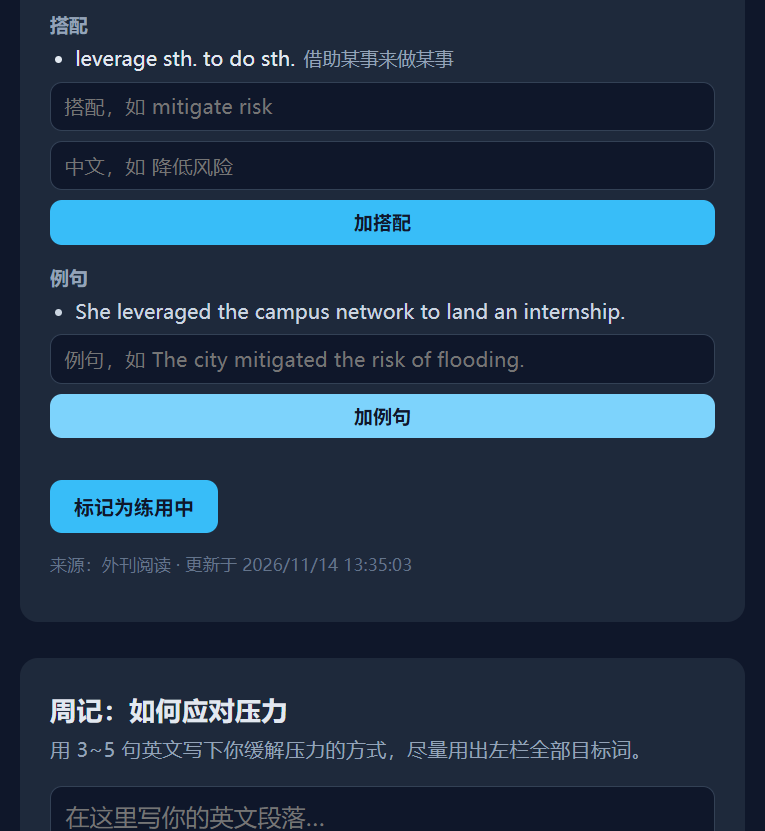 搭配
• leverage sth. to do sth. 借助某事来做某事
搭配，如 mitigate risk
中文，如 降低风险
加搭配
例句
• She leveraged the campus network to land an internship.
例句，如 The city mitigated the risk of flooding.
加例句
标记为练用中
来源：外刊阅读 · 更新于 2026/11/14 13:35:03
周记：如何应对压力
用 3~5 句英文写下你缓解压力的方式，尽量用出左栏全部目标词。
在这里写你的英文段落...